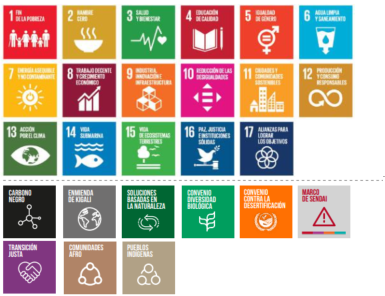 1 FIN
DE LA POBREZA
2 HAMBRE
CERO
3 SALUD
Y BIENESTAR
4 EDUCACIÓN
DE CALIDAD
5 IGUALDAD
DE GÉNERO
6 AGUA LIMPIA
Y SANEAMIENTO
7 ENERGÍA ASEQUIBLE Y
NO CONTAMINANTE
8 TRABAJO DECENTE
Y CRECIMIENTO
ECONÓMICO
9 INDUSTRIA,
INNOVACIÓN E
INFRAESTRUCTURA
10 REDUCCIÓN DE LAS
DESIGUALDADES
11 CIUDADES Y
COMUNIDADES
SOSTENIBLES
12 PRODUCCIÓN
Y CONSUMO
RESPONSABLES
13 ACCIÓN
POR EL CLIMA
14 VIDA
SUBMARINA
15 VIDA
DE ECOSISTEMAS
TERRESTRES
16 PAZ, JUSTICIA
E INSTITUCIONES
SÓLIDAS
17 ALIANZAS PARA
LOGRAR
LOS OBJETIVOS
CARBONO
NEGRO
ENMIENDA
DE KIGALI
SOLUCIONES
BASADAS EN
LA NATURALEZA
CONVENIO
DIVERSIDAD
BIOLÓGICA
CONVENIO
CONTRA LA
DESERTIFICACIÓN
MARCO
DE SENDAI
TRANSICIÓN
JUSTA
COMUNIDADES
AFRO
PUEBLOS
INDÍGENAS